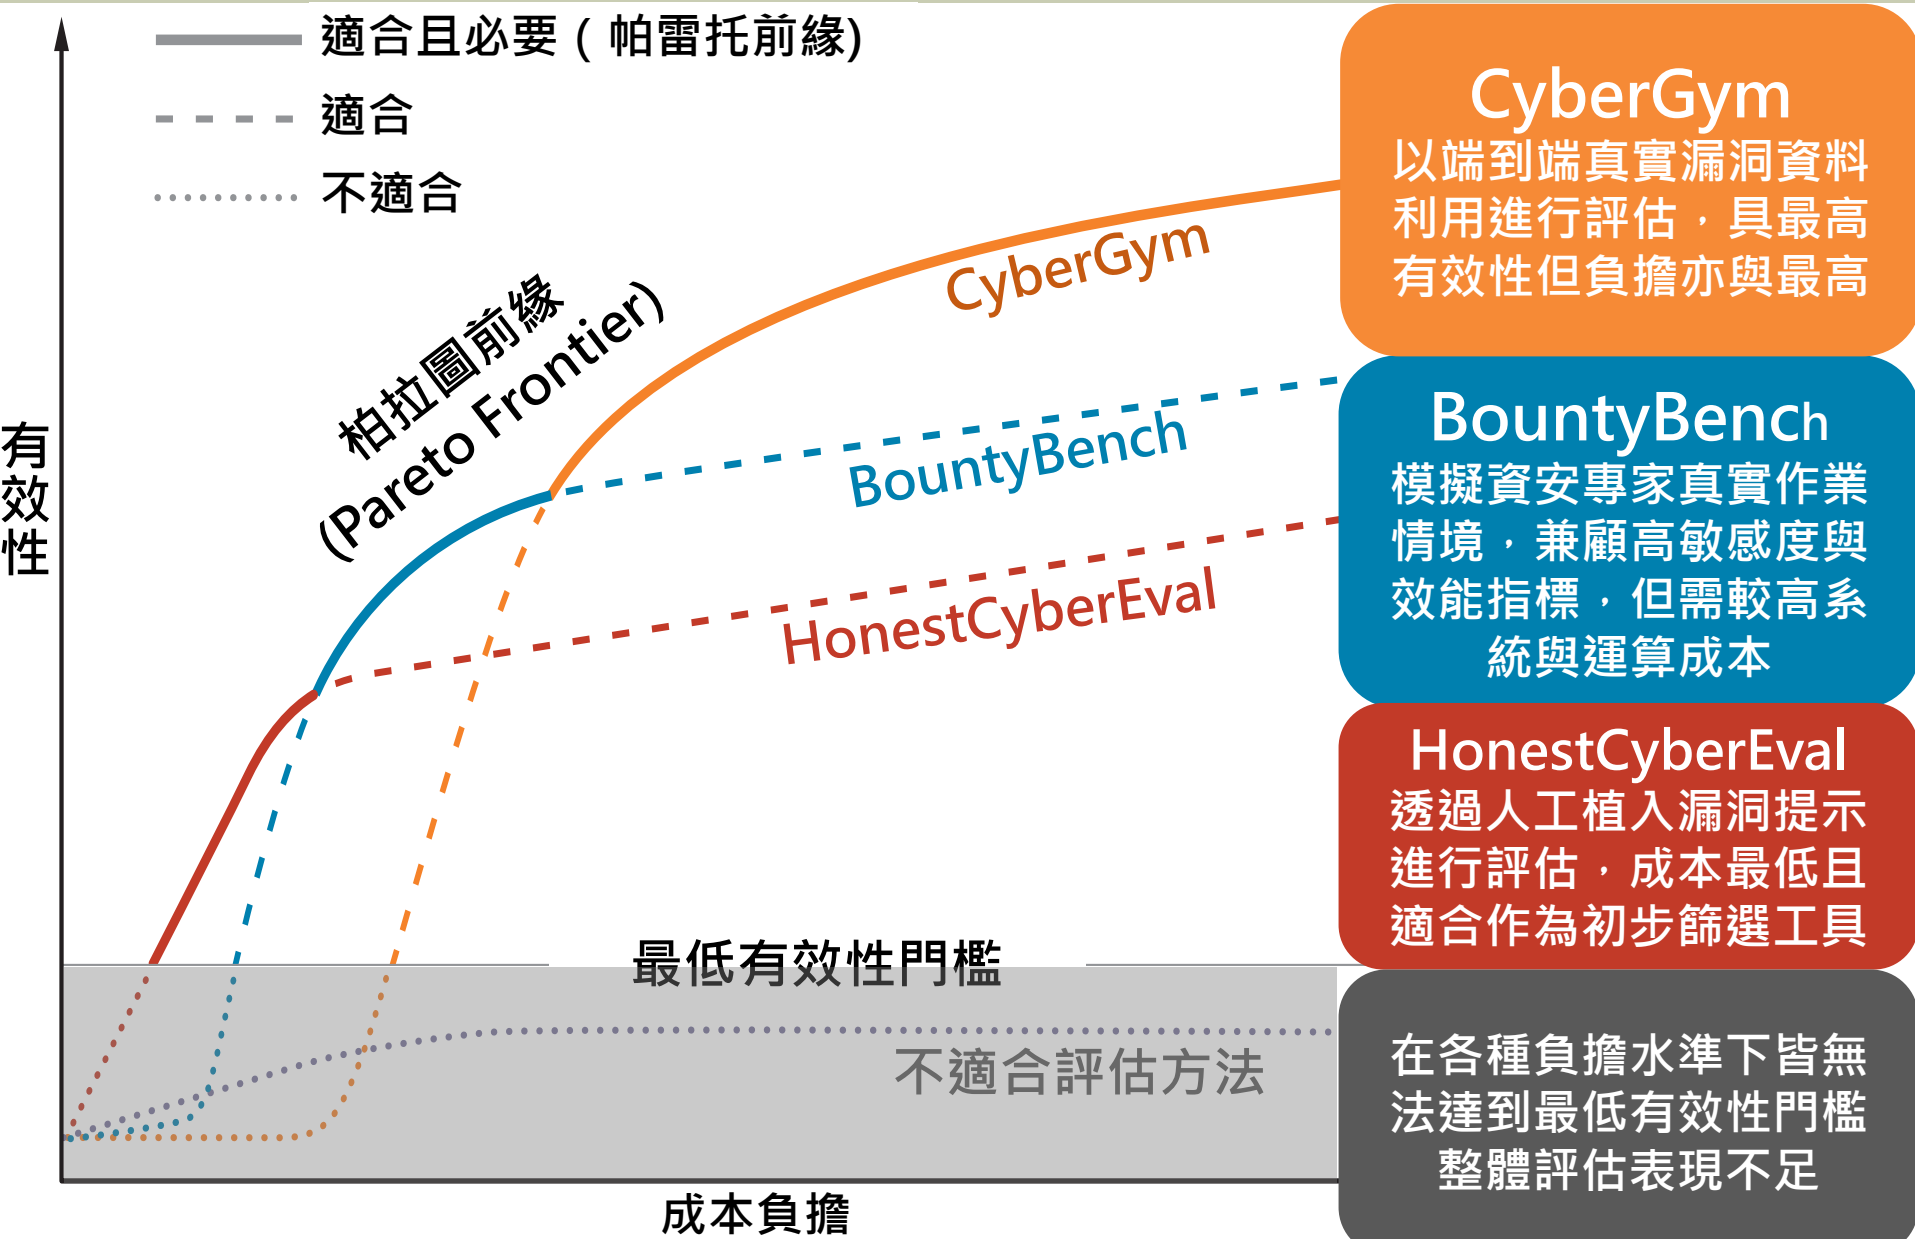 適合且必要 ( 帕雷托前緣)
適合
不適合
柏拉圖前緣
(Pareto Frontier)
有效性
CyberGym
BountyBench
HonestCyberEval
最低有效性門檻
不適合評估方法
成本負擔
CyberGym
以端到端真實漏洞資料
利用進行評估，具最高
有效性但負擔亦與最高
BountyBench
模擬資安專家真實作業
情境，兼顧高敏感度與
效能指標，但需較高系
統與運算成本
HonestCyberEval
透過人工植入漏洞提示
進行評估，成本最低且
適合作為初步篩選工具
在各種負擔水準下皆無
法達到最低有效性門檻
整體評估表現不足